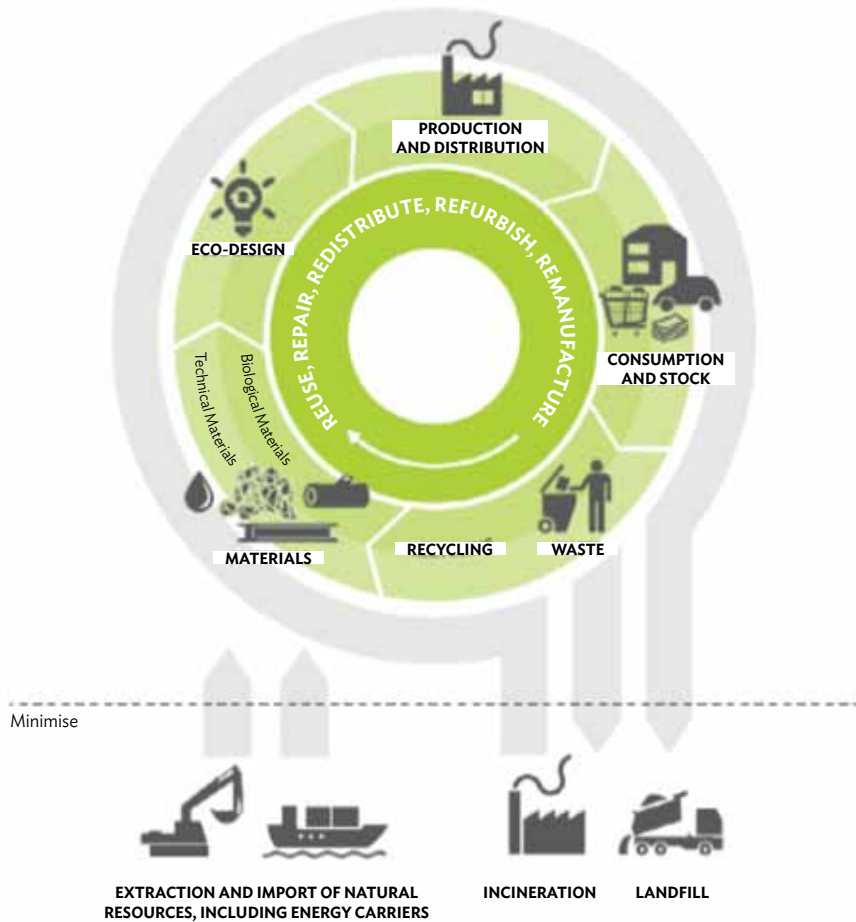 PRODUCTION
AND DISTRIBUTION
ECO-DESIGN
REUSE, REPAIR, REDISTRIBUTE, REFURBISH, REMANUFACTURE
CONSUMPTION
AND STOCK
Technical Materials
Biological Materials
MATERIALS
RECYCLING
WASTE
Minimise
EXTRACTION AND IMPORT OF NATURAL
RESOURCES, INCLUDING ENERGY CARRIERS
INCINERATION
LANDFILL